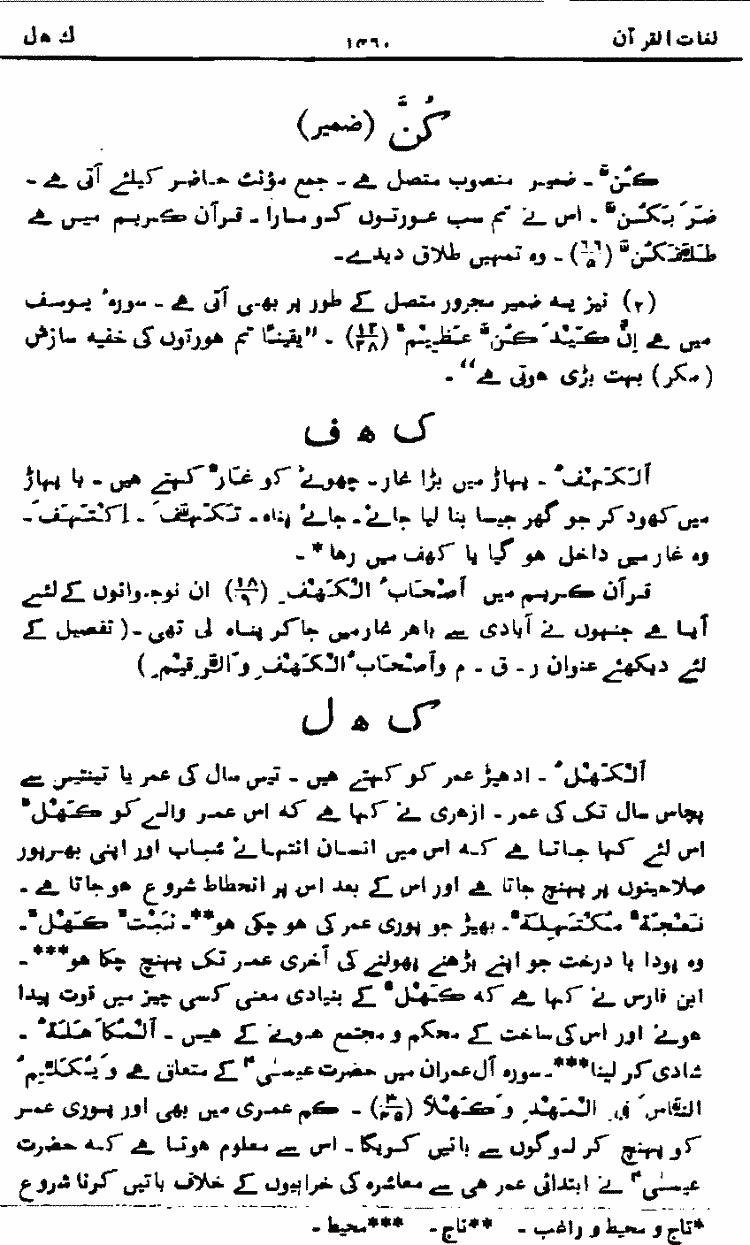 لغات القرآن ۱۳۶۰ ک ھ ل
کُنَّ (ضمیر)
کُنَّ ۔ ضمیر منصوب متصل ہے ۔ جمع مؤنث حاضر کیلئے آتی ہے ۔
ضَرَبَکُنَّ ۔ اس نے تم سب عورتوں کو مارا ۔ قرآن کریم میں ہے
طَلَّقَکُنَّ (۶۶/۵) ۔ وہ تمہیں طلاق دیدے۔
(۲) نیز یہ ضمیر مجرور متصل کے طور پر بھی آتی ہے ۔ سورہٴ یوسف
میں ہے اِنَّ کَیْدَ کُنَّ عَظِیْمٌ (۱۲/۲۸) ۔ ”یقیناً تم عورتوں کی خفیہ سازش
(مکر) بہت بڑی ہوتی ہے“ ۔
ک ھ ف
اَلْکَہْفُ ۔ پہاڑ میں بڑا غار۔ چھوٹے کو غَارٌ کہتے ہیں ۔ یا پہاڑ
میں کھود کر جو گھر جیسا بنا لیا جائے۔ جائے پناہ۔ تَکَہَّفَ ۔ اِکْتَہَفَ۔
وہ غار میں داخل ہو گیا یا کہف میں رہا* ۔
قرآن کریم میں اَصْحَابُ الْکَہْفِ (۱۸/۹) ان نوجوانوں کے لئے
آیا ہے جنہوں نے آبادی سے باہر غار میں جا کر پناہ لی تھی ۔ (تفصیل کے
لئے دیکھئے عنوان ر ۔ ق ۔ م و اَصْحَابُ الْکَہْفِ وَ الرَّقِیْمِ)
ک ھ ل
اَلْکَہْلُ ۔ ادھیڑ عمر کو کہتے ہیں ۔ تیس سال کی عمر یا تینتیس سے
پچاس سال تک کی عمر ۔ ازہری نے کہا ہے کہ اس عمر والے کو کَہْلٌ
اس لئے کہا جاتا ہے کہ اس میں انسان انتہائے شباب اور اپنی بھرپور
صلاحیتوں پر پہنچ جاتا ہے اور اس کے بعد اس پر انحطاط شروع ہو جاتا ہے ۔
نَعْجَۃٌ مُکْتَہِلَۃٌ۔ بھیڑ جو پوری عمر کی ہو چکی ہو**۔ نَبْتٌ کَہْلٌ۔
وہ پودا یا درخت جو اپنے بڑھنے پھولنے کی آخری عمر تک پہنچ چکا ہو*** ۔
ابن فارس نے کہا ہے کہ کَہْلٌ کے بنیادی معنی کسی چیز میں قوت پیدا
ہونے اور اس کی ساخت کے محکم و مجتمع ہونے کے ہیں ۔ اَلْمُکَاھَلَۃُ ۔
شادی کر لینا***۔ سورہ آل عمران میں حضرت عیسیٰؑ کے متعلق ہے وَ یُکَلِّمُ
النَّاسَ فِی الْمَہْدِ وَ کَہْلاً (۳/۴۵) ۔ کم عمری میں بھی اور پوری عمر
کو پہنچ کر لوگوں سے باتیں کریگا ۔ اس سے معلوم ہوتا ہے کہ حضرت
عیسیٰؑ نے ابتدائی عمر ہی سے معاشرہ کی خرابیوں کے خلاف باتیں کرنا شروع
*تاج و محیط و راغب ۔ **تاج ۔ ***محیط ۔